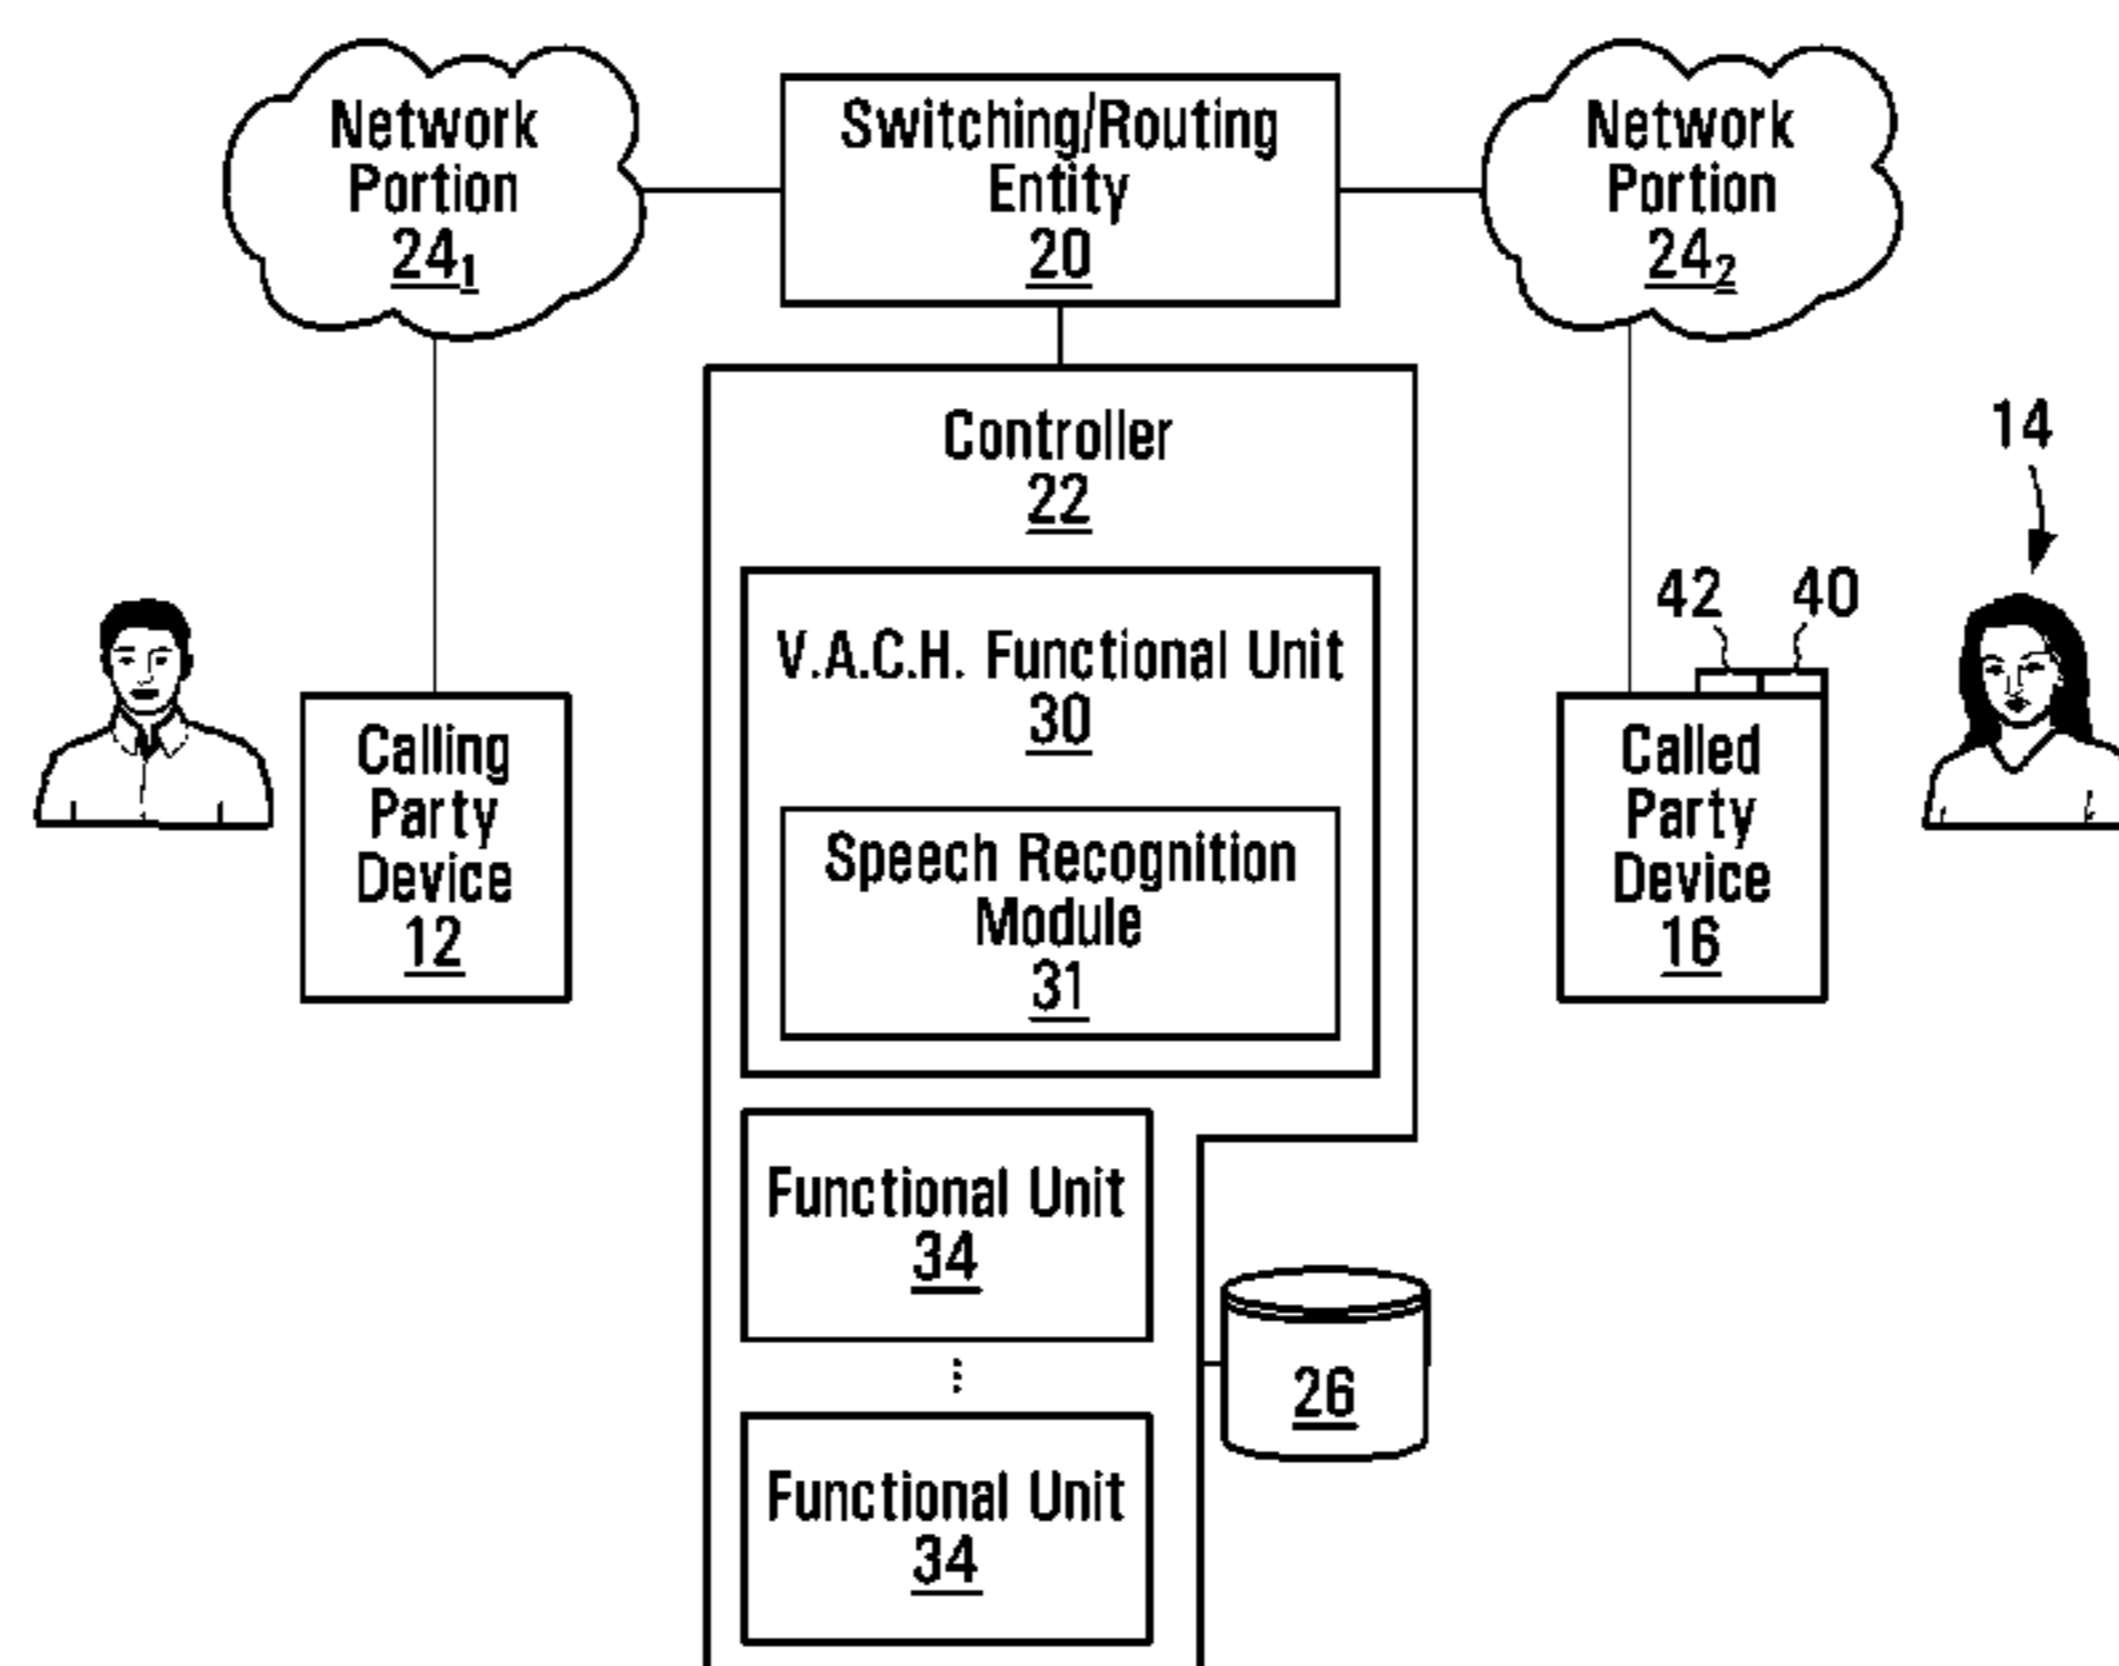 Network
Portion
24₁
Switching/Routing
Entity
20
Network
Portion
24₂
Controller
22
14
V.A.C.H. Functional Unit
30
42
40
Calling
Party
Device
12
Speech Recognition
Module
31
Called
Party
Device
16
Functional Unit
34
26
Functional Unit
34